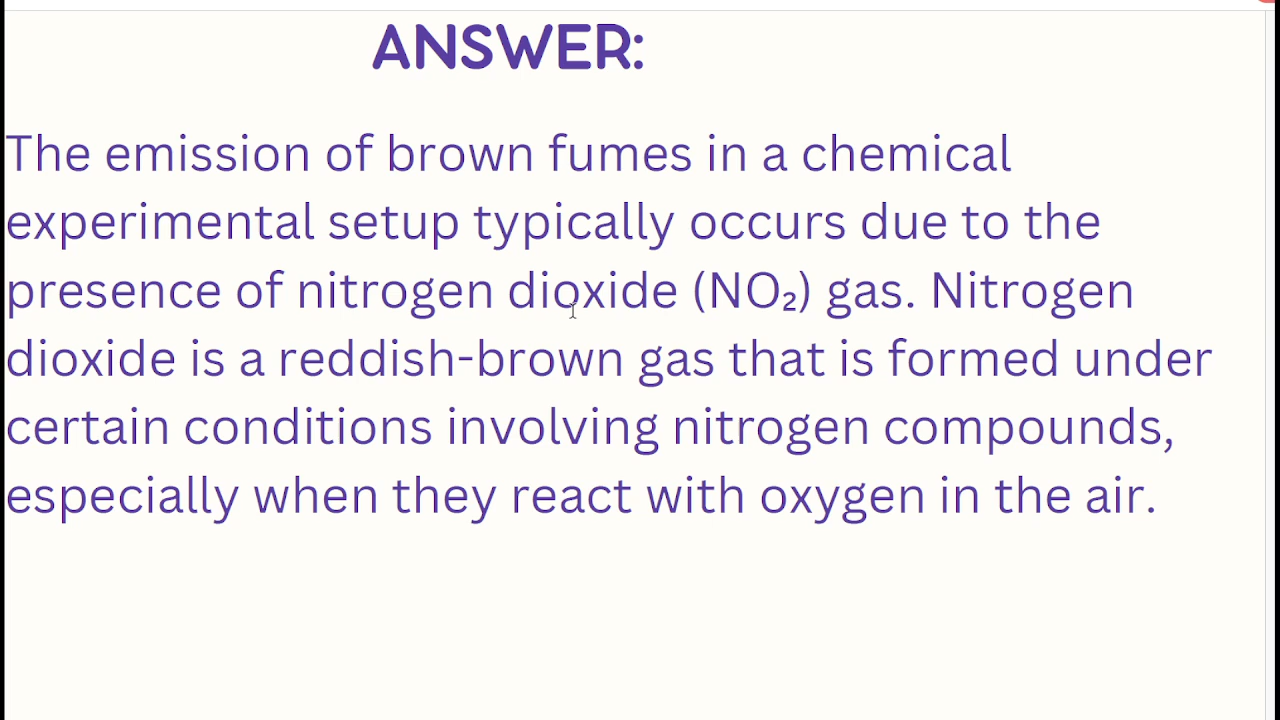 ANSWER:
The emission of brown fumes in a chemical
experimental setup typically occurs due to the
presence of nitrogen dioxide (NO₂) gas. Nitrogen
dioxide is a reddish-brown gas that is formed under
certain conditions involving nitrogen compounds,
especially when they react with oxygen in the air.